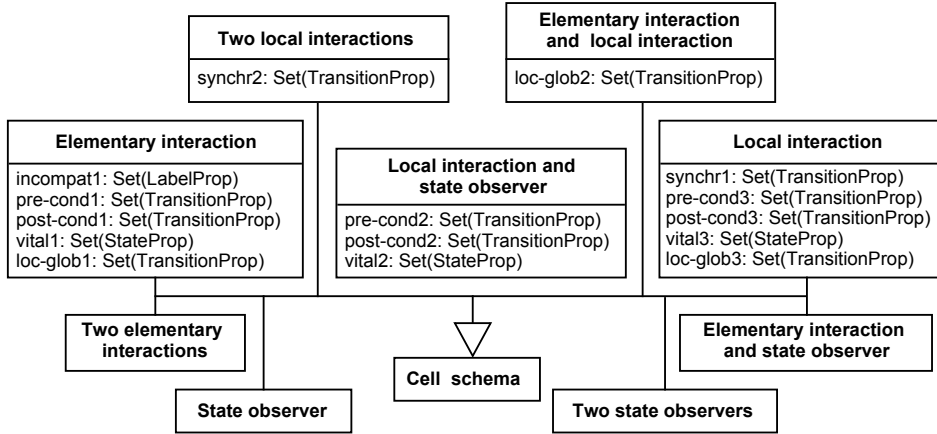 Two local interactions
synchr2: Set(TransitionProp)
Elementary interaction
and local interaction
loc-glob2: Set(TransitionProp)
Elementary interaction
incompat1: Set(LabelProp)
pre-cond1: Set(TransitionProp)
post-cond1: Set(TransitionProp)
vital1: Set(StateProp)
loc-glob1: Set(TransitionProp)
Local interaction and
state observer
pre-cond2: Set(TransitionProp)
post-cond2: Set(TransitionProp)
vital2: Set(StateProp)
Local interaction
synchr1: Set(TransitionProp)
pre-cond3: Set(TransitionProp)
post-cond3: Set(TransitionProp)
vital3: Set(StateProp)
loc-glob3: Set(TransitionProp)
Two elementary
interactions
Elementary interaction
and state observer
Cell schema
State observer
Two state observers